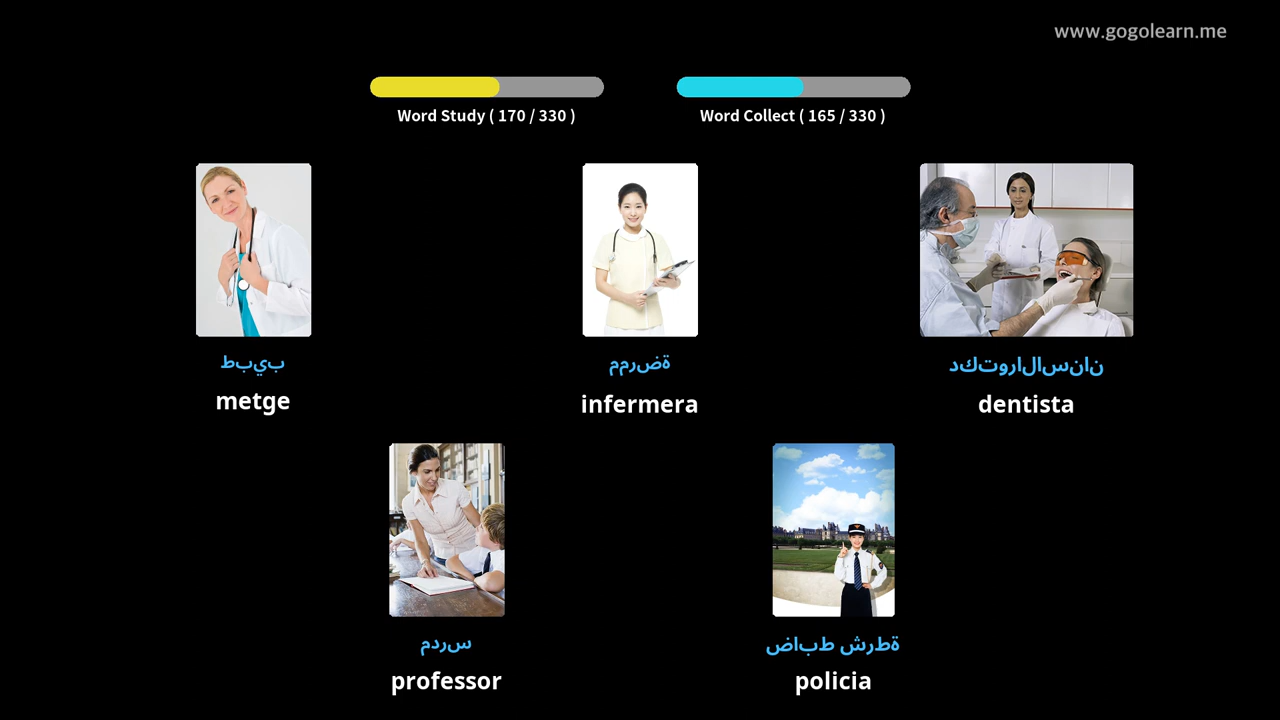 www.gogolearn.me
Word Study ( 170 / 330 )
Word Collect ( 165 / 330 )
طبيب
metge
ممرضة
infermera
دكتورالاسنان
dentista
مدرس
professor
ضابط شرطة
policia